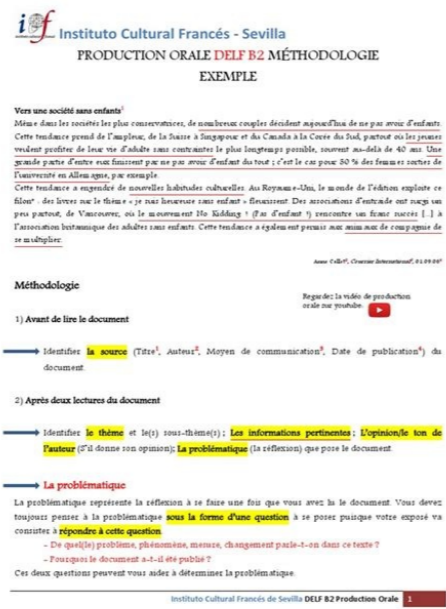 iof Instituto Cultural Francés - Sevilla
PRODUCTION ORALE DELF B2 MÉTHODOLOGIE
EXEMPLE
Vers une société sans enfants¹
Même dans les sociétés les plus conservatrices, de nombreux couples décident aujourd'hui de ne pas avoir d'enfants.
Cette tendance prend de l'ampleur, de la Suisse à Singapour et du Canada à la Corée du Sud, partout où les jeunes
veulent profiter de leur vie d'adulte sans contraintes le plus longtemps possible, souvent au-delà de 40 ans. Une
grande partie d'entre eux finissent par ne pas avoir d'enfant du tout ; c'est le cas pour 30 % des femmes sorties de
l'université en Allemagne, par exemple.
Cette tendance a engendré de nouvelles habitudes culturelles. Au Royaume-Uni, le monde de l'édition exploite ce
filon* : des livres sur le thème « je suis heureuse sans enfant » fleurissent. Des associations d'entraide ont surgi un
peu partout, de Vancouver, où le mouvement No Kidding ! (Pas d'enfant !) rencontre un franc succès [...] à
l'association britannique des adultes sans enfants. Cette tendance a également permis aux animaux de compagnie de
se multiplier.
Anne Collet², Courrier International³, 01.09.06⁴
Méthodologie
Regardez la vidéo de production
orale sur youtube.
1) Avant de lire le document
Identifier la source (Titre¹, Auteur², Moyen de communication³, Date de publication⁴) du
document.
2) Après deux lectures du document
Identifier le thème et le(s) sous-thème(s) ; Les informations pertinentes ; L'opinion/le ton de
l'auteur (S'il donne son opinion); La problématique (la réflexion) que pose le document.
La problématique
La problématique représente la réflexion à se faire une fois que vous avez lu le document. Vous devez
toujours penser à la problématique sous la forme d'une question à se poser puisque votre exposé va
consister à répondre à cette question.
- De quel(le) problème, phénomène, mesure, changement parle-t-on dans ce texte ?
- Pourquoi le document a-t-il été publié ?
Ces deux questions peuvent vous aider à déterminer la problématique.
Instituto Cultural Francés de Sevilla DELF B2 Production Orale 1